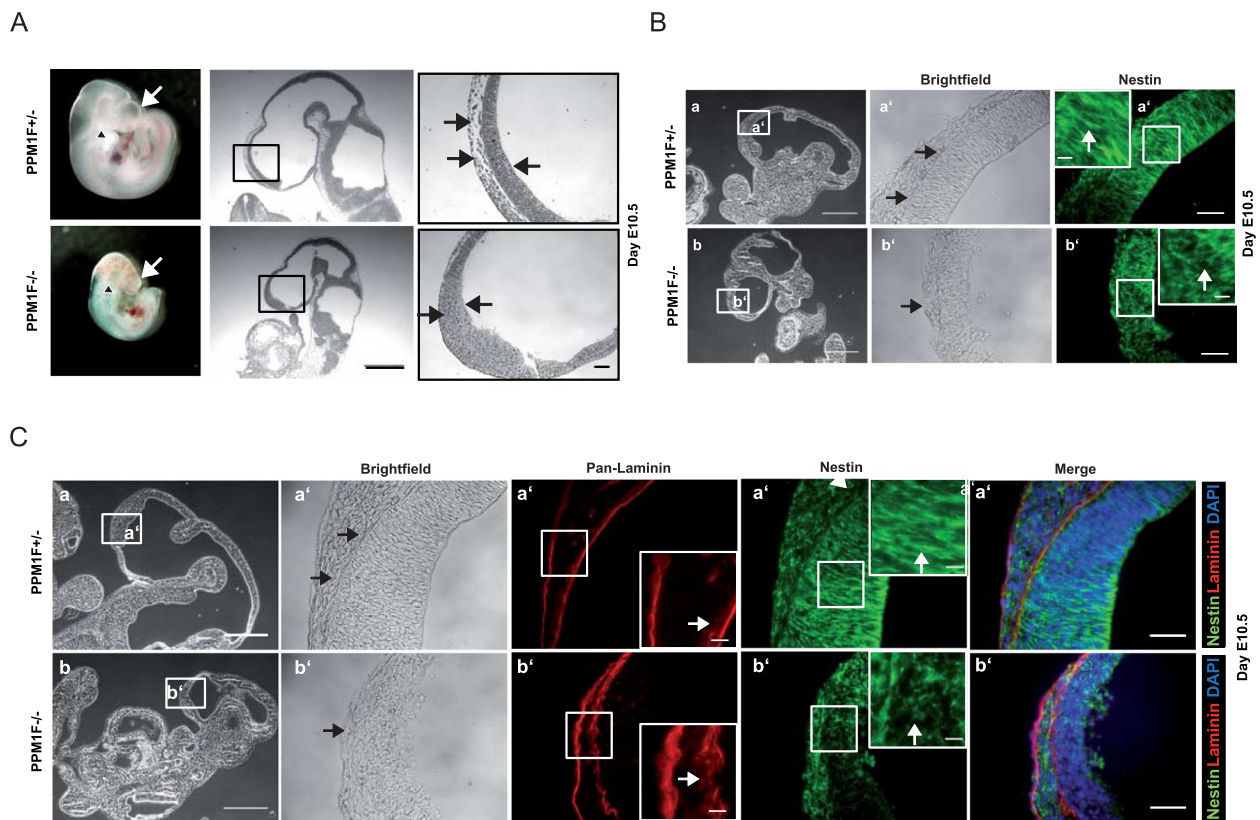 A
PPM1F+/-
PPM1F-/-
Day E10.5
B
Brightfield
Nestin
PPM1F+/-
a
a‘
a‘
a‘
PPM1F-/-
b
b‘
b‘
b‘
Day E10.5
C
Brightfield
Pan-Laminin
Nestin
Merge
PPM1F+/-
a
a‘
a‘
a‘
a‘
a‘
a‘
Nestin Laminin DAPI
PPM1F-/-
b
b‘
b‘
b‘
b‘
b‘
Nestin Laminin DAPI
Day E10.5